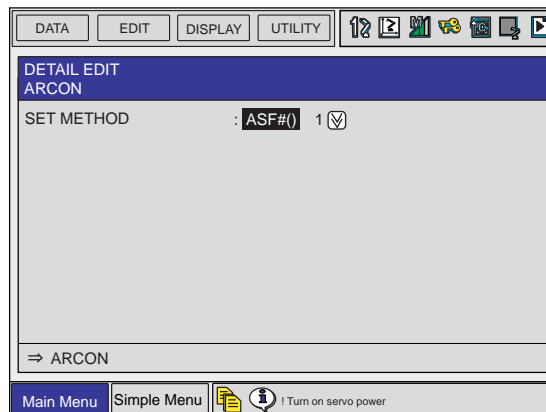 DATA EDIT DISPLAY UTILITY
DETAIL EDIT
ARCON
SET METHOD : ASF#() 1
⇒ ARCON
Main Menu Simple Menu ! Turn on servo power